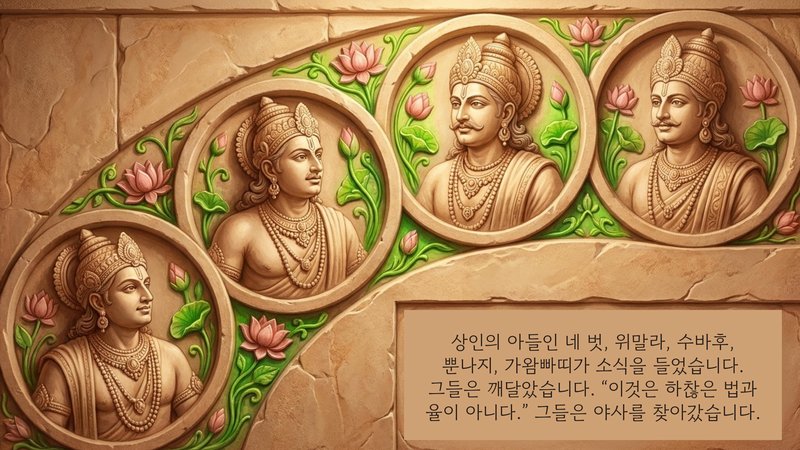 상인의 아들인 네 벗, 위말라, 수바후,
뿐나지, 가왐빠띠가 소식을 들었습니다.
그들은 깨달았습니다. “이것은 하찮은 법과
율이 아니다.” 그들은 야사를 찾아갔습니다.